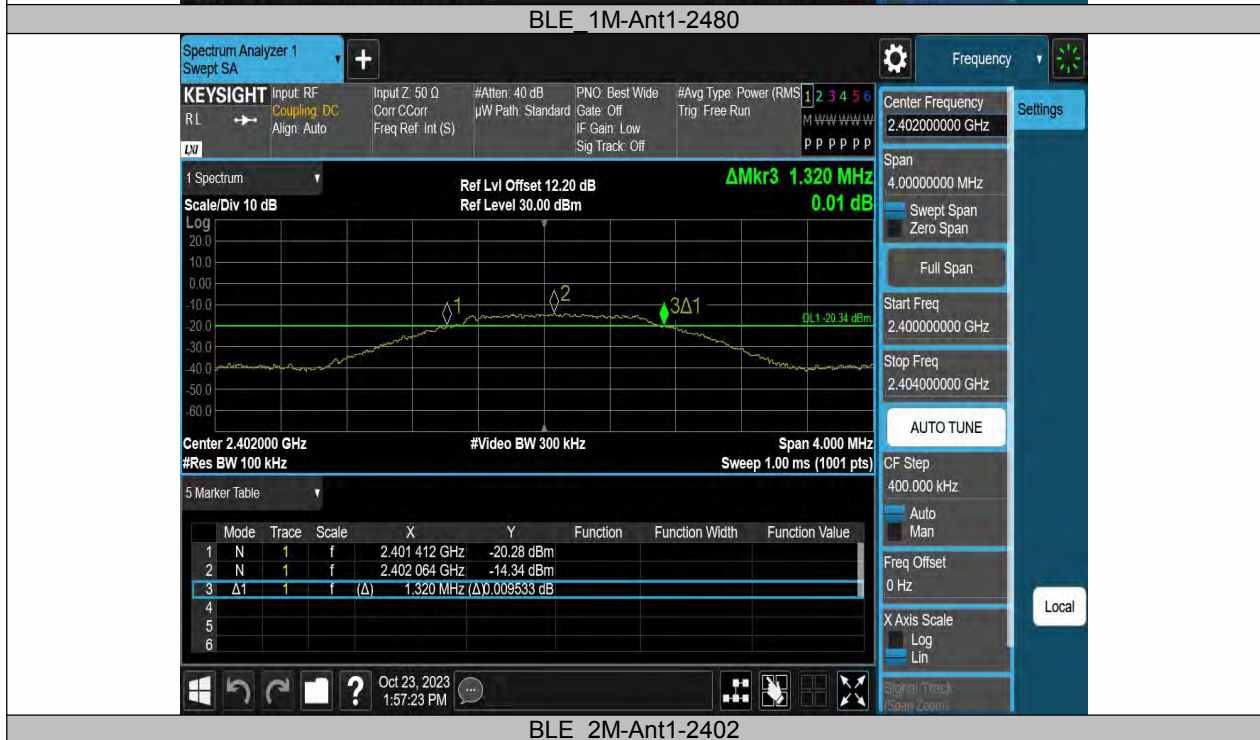 BLE_1M-Ant1-2480
Spectrum Analyzer 1
Swept SA
Frequency
KEYSIGHT
RL
LXI
Input: RF
Coupling: DC
Align: Auto
Input Z: 50 Ω
Corr CCorr
Freq Ref: Int (S)
#Atten: 40 dB
µW Path: Standard
PNO: Best Wide
Gate: Off
IF Gain: Low
Sig Track: Off
#Avg Type: Power (RMS
Trig: Free Run
1 2 3 4 5 6
M W W W W W
P P P P P P
Center Frequency
2.402000000 GHz
Settings
Span
4.00000000 MHz
Swept Span
Zero Span
Full Span
Start Freq
2.400000000 GHz
Stop Freq
2.404000000 GHz
AUTO TUNE
CF Step
400.000 kHz
Auto
Man
Freq Offset
0 Hz
X Axis Scale
Log
Lin
Signal Track
(Span Zoom)
Local
1 Spectrum
Scale/Div 10 dB
Ref Lvl Offset 12.20 dB
Ref Level 30.00 dBm
ΔMkr3 1.320 MHz
0.01 dB
Log
20.0
10.0
0.00
-10.0
-20.0
-30.0
-40.0
-50.0
-60.0
1
2
3Δ1
DL1 -20.34 dBm
Center 2.402000 GHz
#Res BW 100 kHz
#Video BW 300 kHz
Span 4.000 MHz
Sweep 1.00 ms (1001 pts)
5 Marker Table
Mode Trace Scale X Y Function Function Width Function Value
1 N 1 f 2.401 412 GHz -20.28 dBm
2 N 1 f 2.402 064 GHz -14.34 dBm
3 Δ1 1 f (Δ) 1.320 MHz (Δ) 0.009533 dB
4
5
6
?
Oct 23, 2023
1:57:23 PM
BLE_2M-Ant1-2402